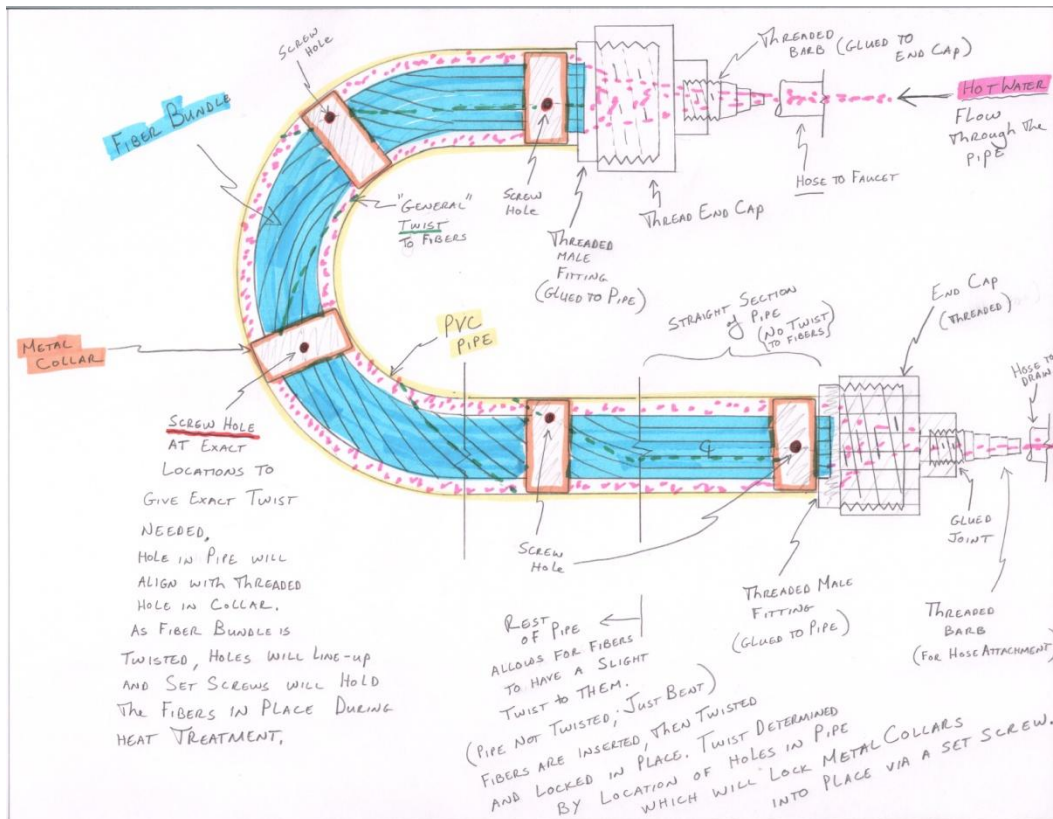 SCREW
HOLE
FIBER BUNDLE
THREADED
BARB (GLUED TO
END CAP)
HOT WATER
FLOW
THROUGH THE
PIPE
HOSE TO FAUCET
"GENERAL"
TWIST
TO FIBERS
SCREW
HOLE
THREAD END CAP
THREADED
MALE
FITTING
(GLUED TO PIPE)
STRAIGHT SECTION
of PIPE
(NO TWIST
TO FIBERS)
END CAP
(THREADED)
METAL
COLLAR
PVC
PIPE
HOSE TO
DRAIN
SCREW HOLE
AT EXACT
LOCATIONS TO
GIVE EXACT TWIST
NEEDED.
HOLE IN PIPE WILL
ALIGN WITH THREADED
HOLE IN COLLAR.
AS FIBER BUNDLE IS
TWISTED, HOLES WILL LINE-UP
AND SET SCREWS WILL HOLD
THE FIBERS IN PLACE DURING
HEAT TREATMENT.
SCREW
HOLE
GLUED
JOINT
THREADED MALE
FITTING
(GLUED TO PIPE)
THREADED
BARB
(FOR HOSE ATTACHMENT)
REST
OF PIPE
ALLOWS FOR FIBERS
TO HAVE A SLIGHT
TWIST TO THEM.
(PIPE NOT TWISTED, JUST BENT)
FIBERS ARE INSERTED, THEN TWISTED
AND LOCKED IN PLACE. TWIST DETERMINED
BY LOCATION OF HOLES IN PIPE
WHICH WILL LOCK METAL COLLARS
INTO PLACE VIA A SET SCREW.